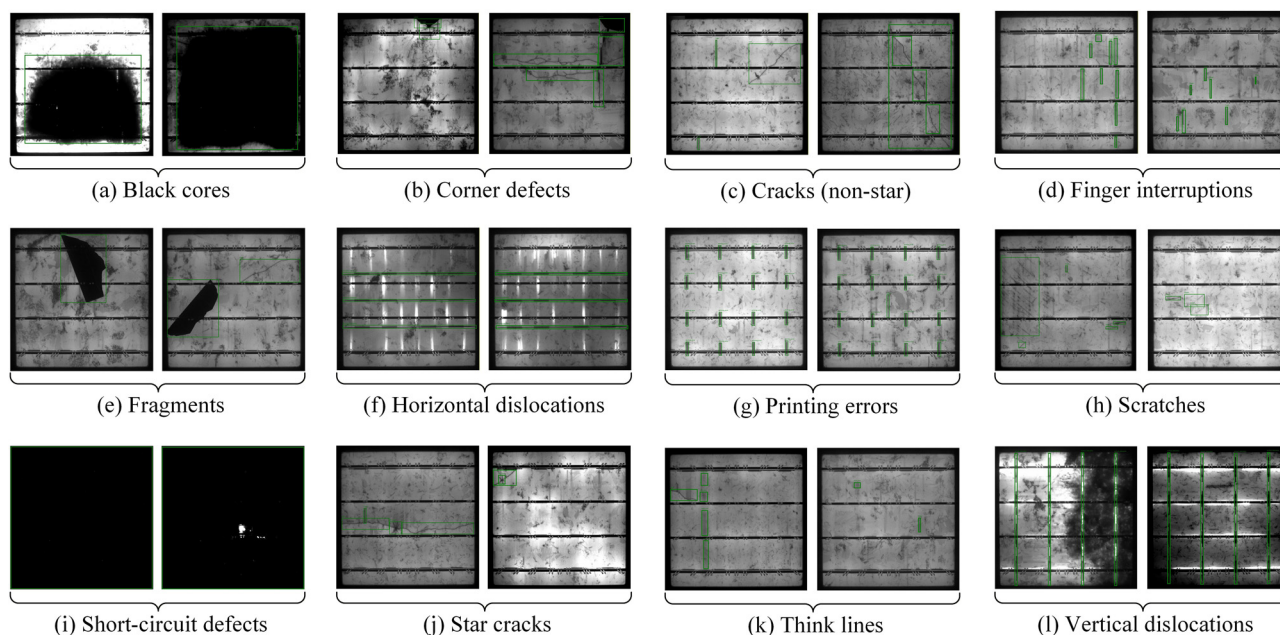 (a) Black cores
(b) Corner defects
(c) Cracks (non-star)
(d) Finger interruptions
(e) Fragments
(f) Horizontal dislocations
(g) Printing errors
(h) Scratches
(i) Short-circuit defects
(j) Star cracks
(k) Think lines
(l) Vertical dislocations